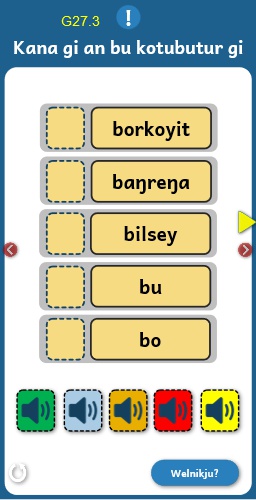 G27.3
!
Kana gi an bu kotubutur gi
borkoyit
baŋreŋa
bilsey
bu
bo
Welnikju?